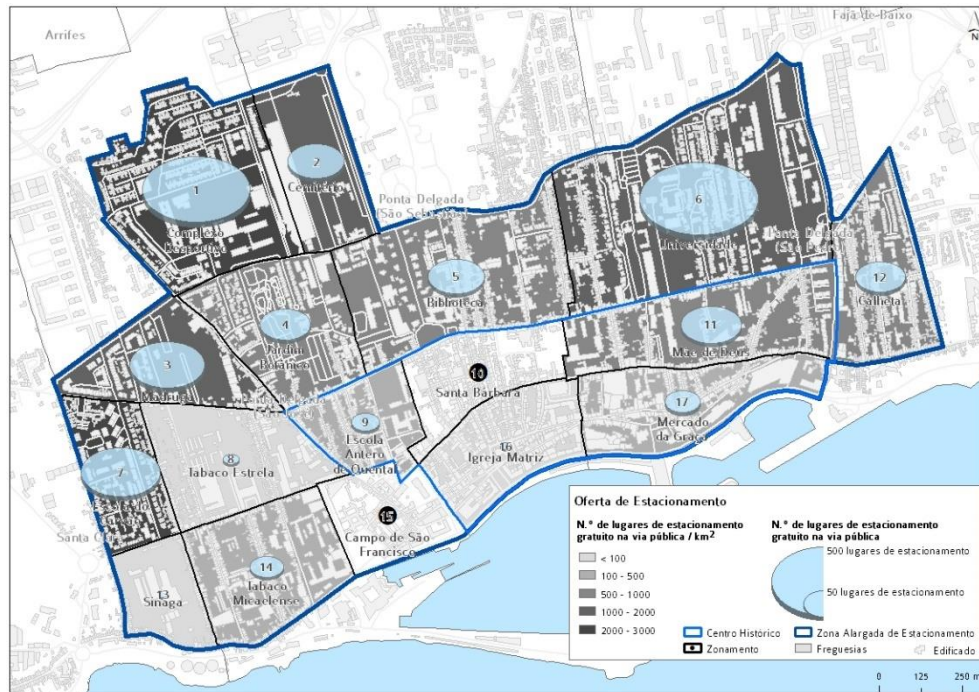 Arrifes
Fajã de Baixo
N
1
Complexo
Desportivo
2
Cemitério
Ponta Delgada
(São Sebastião)
6
Universidade
Ponta Delgada
(São Pedro)
5
Biblioteca
12
Calheta
4
Jardim
Botânico
11
Mãe de Deus
3
Madruga
10
Santa Bárbara
9
Escola
Antero
de Quental
17
Mercado
da Graça
16
Igreja Matriz
7
8
Tabaco Estrela
15
Campo de São
Francisco
Santa Clara
14
Tabaco
Micaelense
13
Sinaga
Oferta de Estacionamento
N.º de lugares de estacionamento
gratuito na via pública / km²
< 100
100 - 500
500 - 1000
1000 - 2000
2000 - 3000
N.º de lugares de estacionamento
gratuito na via pública
500 lugares de estacionamento
50 lugares de estacionamento
Centro Histórico
Zona Alargada de Estacionamento
Zonamento
Freguesias
Edificado
0 125 250 m